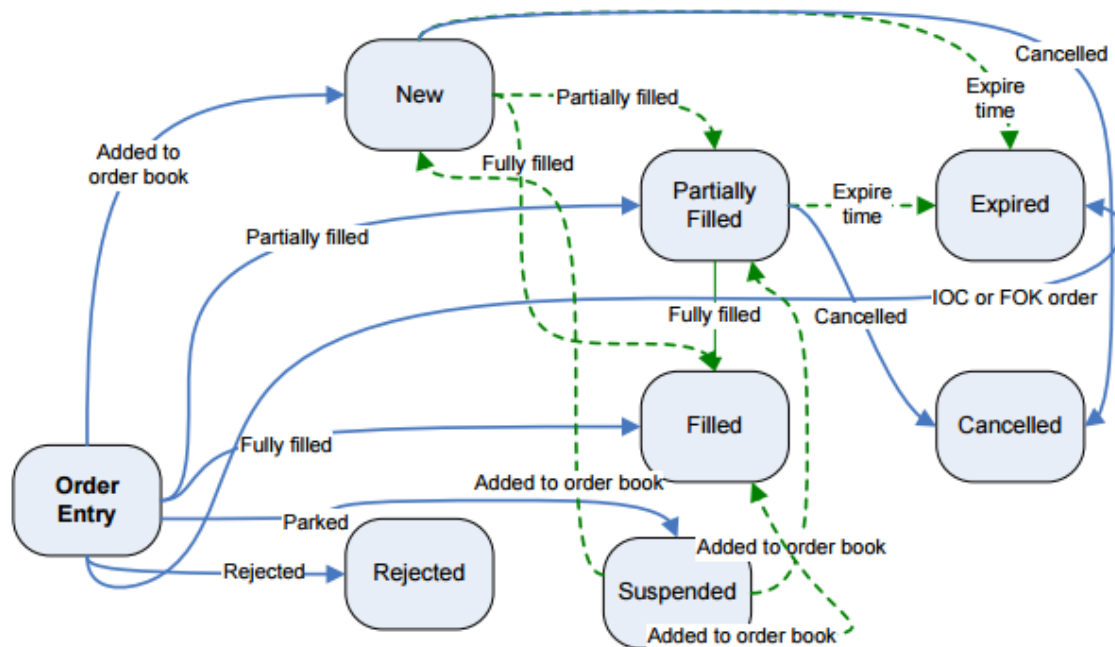 Cancelled
New
Partially filled
Expire
time
Added to
order book
Fully filled
Partially
Filled
Expire
time
Expired
Partially filled
IOC or FOK order
Fully filled
Cancelled
Filled
Cancelled
Fully filled
Order
Entry
Added to order book
Parked
Added to order book
Rejected
Rejected
Suspended
Added to order book